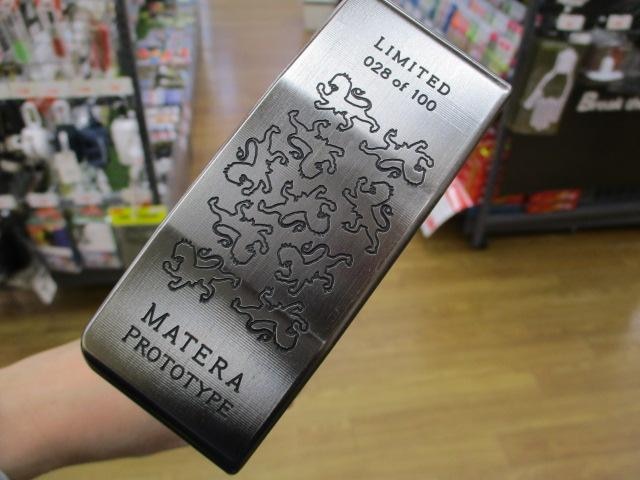 LIMITED
028 of 100
MATERA
PROTOTYPE